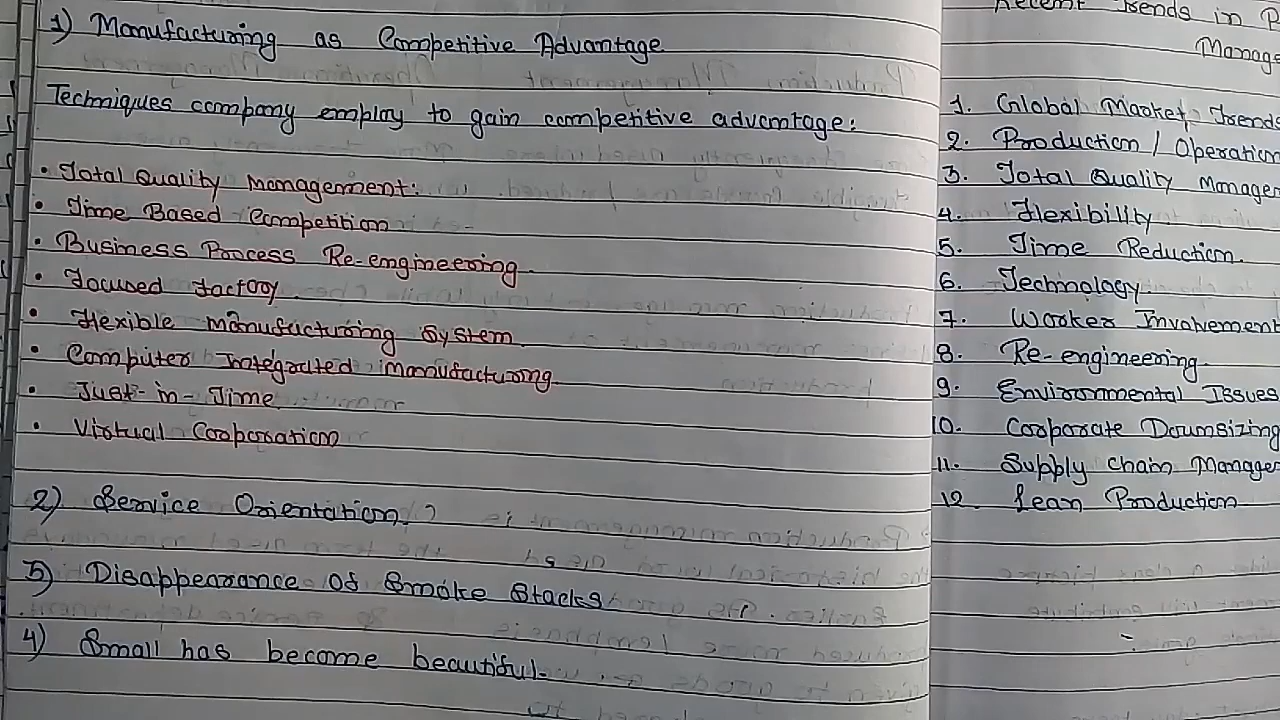 1) Manufacturing as Competitive Advantage
Techniques company employ to gain competitive advantage:
• Total Quality Management:
• Time Based Competition
• Business Process Re-engineering
• Focused factory
• Flexible manufacturing System
• Computer Integrated manufacturing
• Just-in-Time
• Virtual Corporation
2) Service Orientation
3) Disappearance of Smoke Stacks
4) Small has become beautiful.
Recent Trends in P
Manage
1. Global Market Trends
2. Production / Operation
3. Total Quality Manage
4. Flexibility
5. Time Reduction
6. Technology
7. Worker Involvement
8. Re-engineering
9. Environmental Issues
10. Corporate Downsizing
11. Supply Chain Manage
12. Lean Production